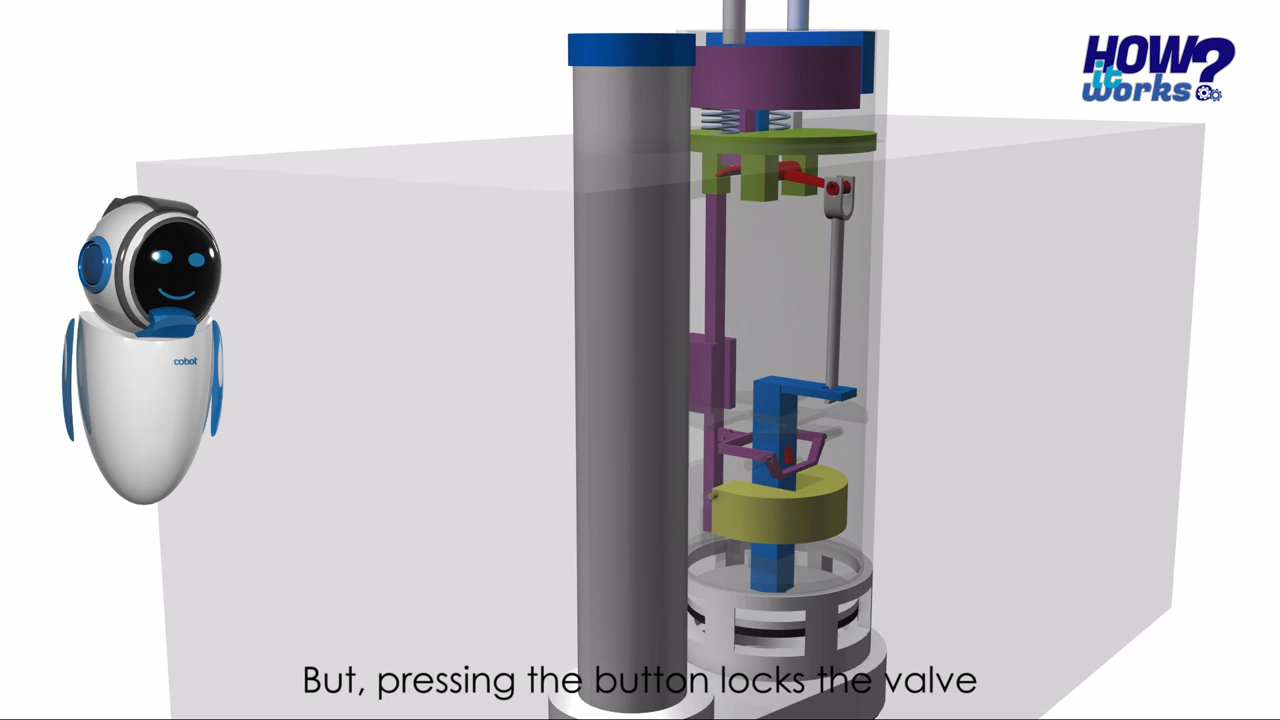 HOW?
it
works
cobot
But, pressing the button locks the valve